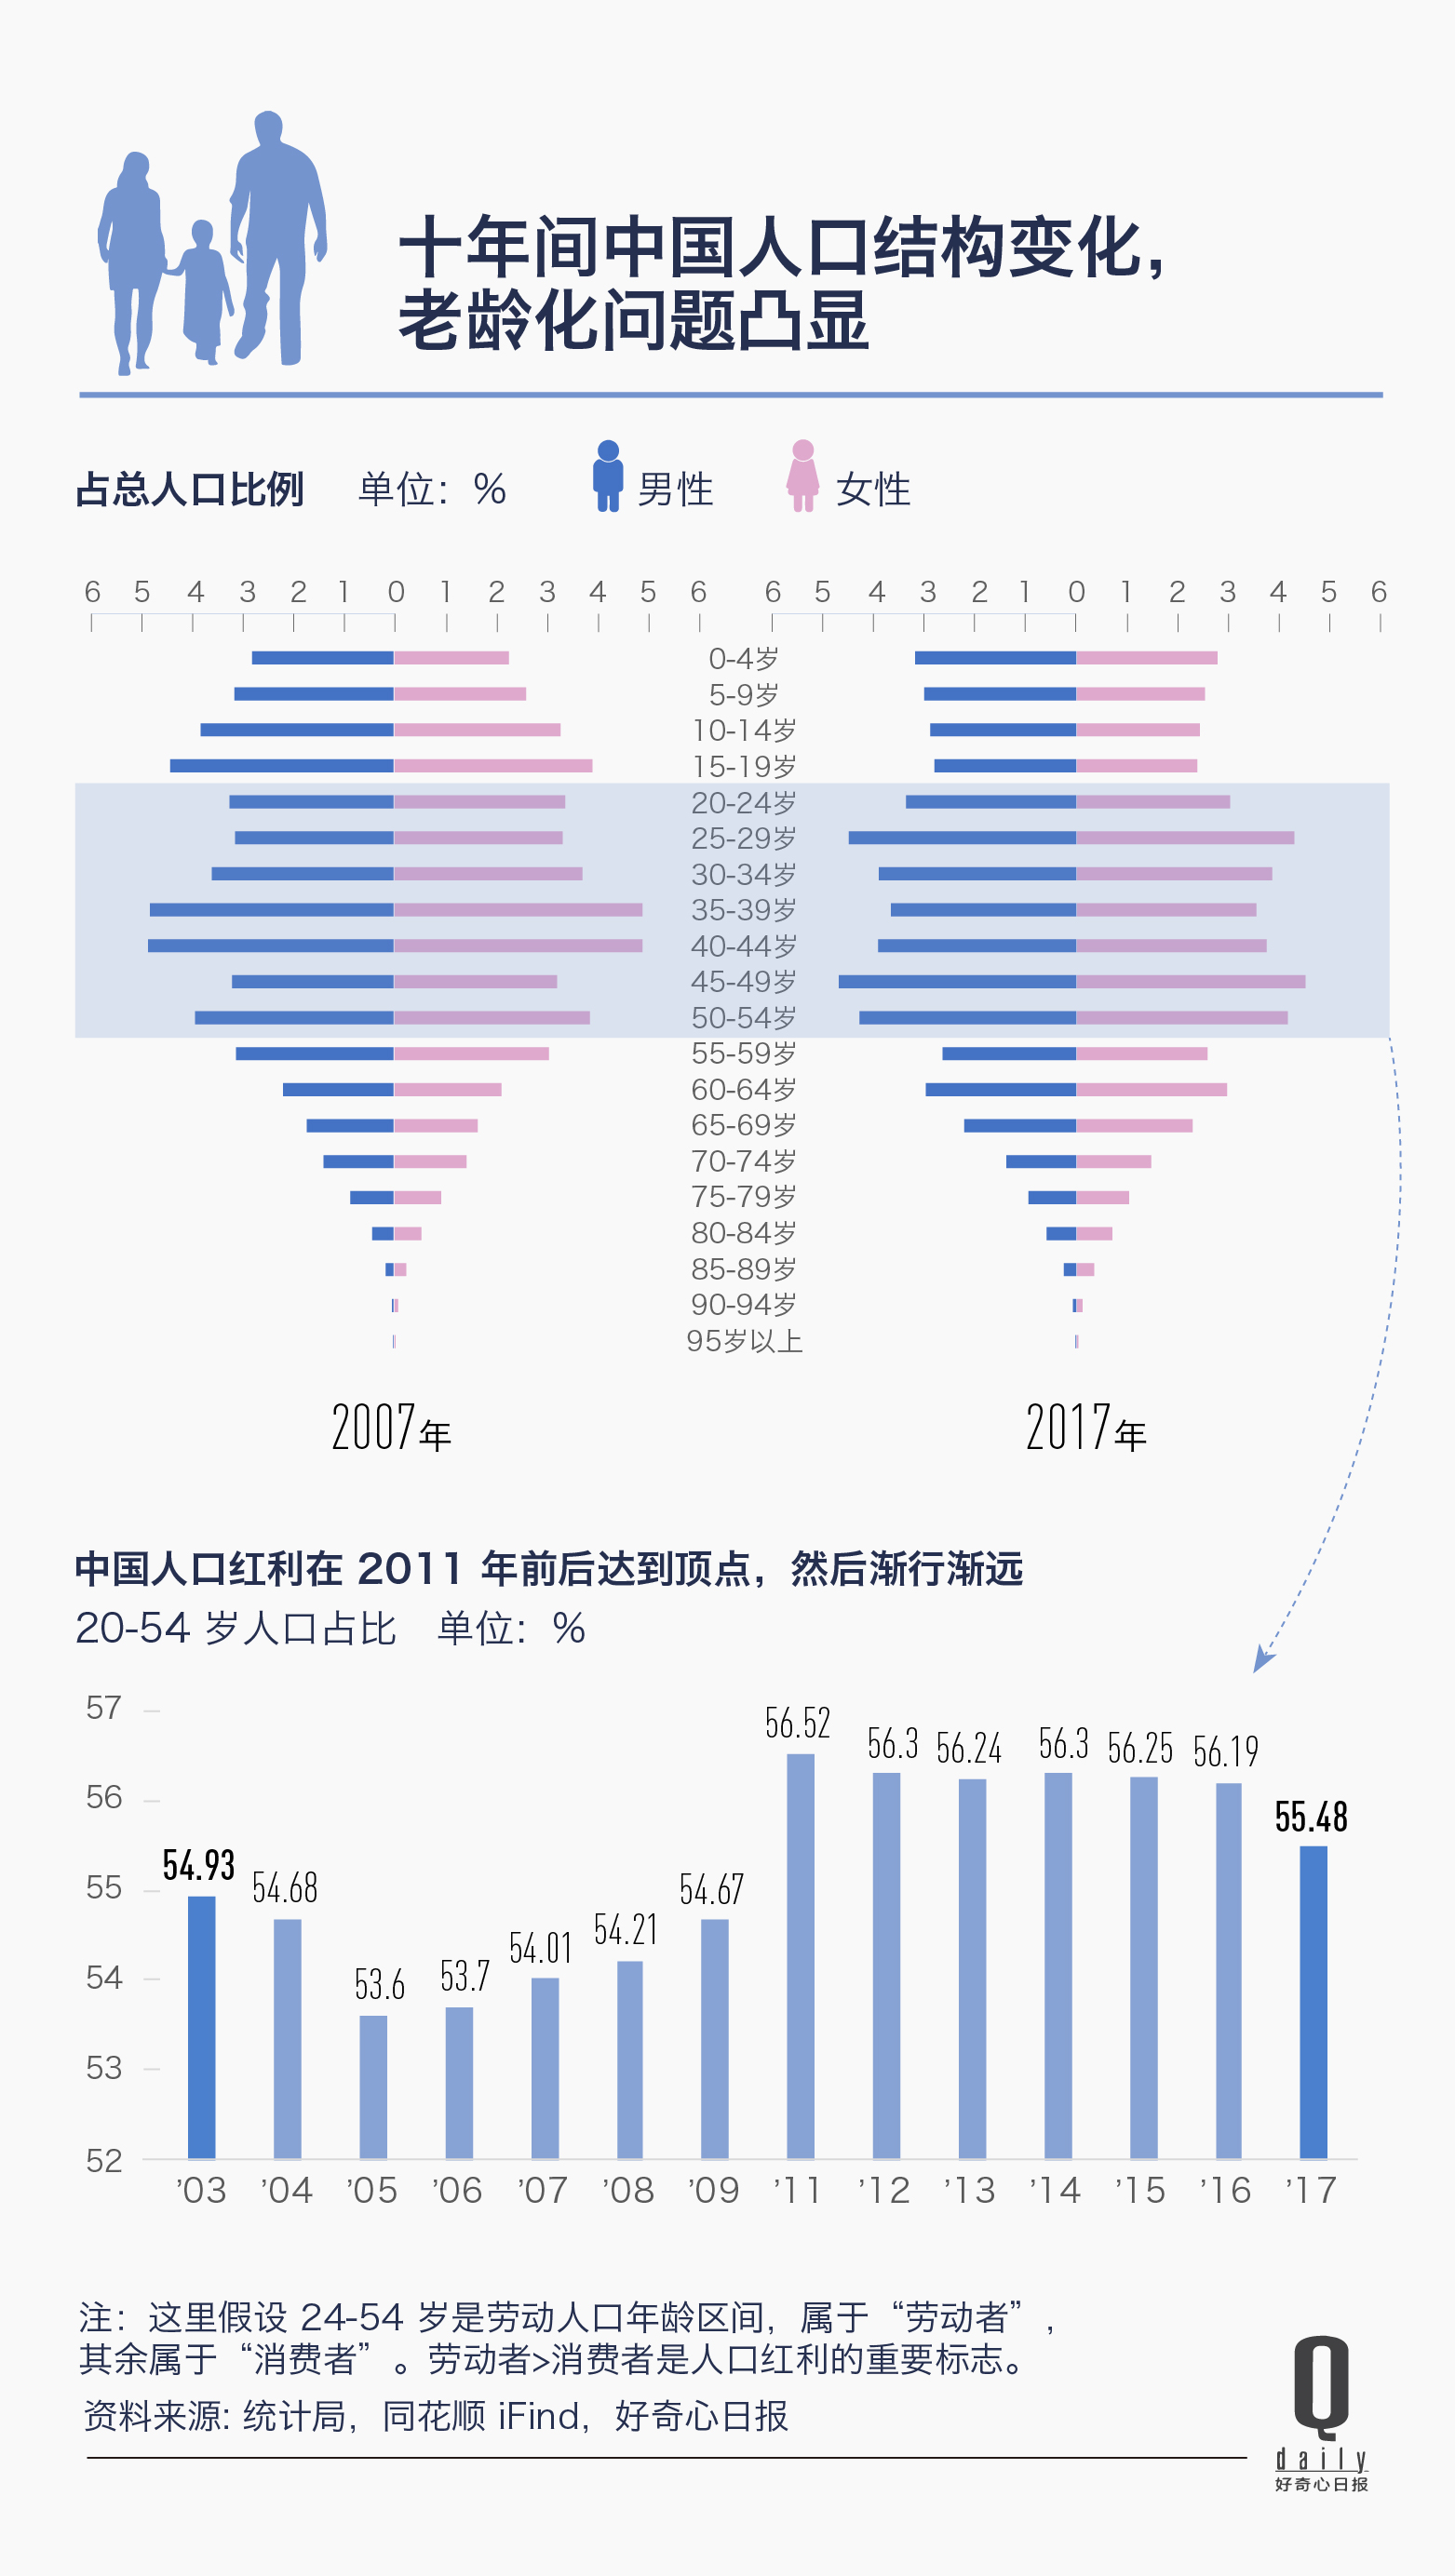 十年间中国人口结构变化，
老龄化问题凸显
占总人口比例 单位：% 男性 女性
6 5 4 3 2 1 0 1 2 3 4 5 6 6 5 4 3 2 1 0 1 2 3 4 5 6
0-4岁
5-9岁
10-14岁
15-19岁
20-24岁
25-29岁
30-34岁
35-39岁
40-44岁
45-49岁
50-54岁
55-59岁
60-64岁
65-69岁
70-74岁
75-79岁
80-84岁
85-89岁
90-94岁
95岁以上
2007年 2017年
中国人口红利在 2011 年前后达到顶点，然后渐行渐远
20-54 岁人口占比 单位：%
57
56
55
54
53
52
54.93 54.68 53.6 53.7 54.01 54.21 54.67 56.52 56.3 56.24 56.3 56.25 56.19 55.48
’03 ’04 ’05 ’06 ’07 ’08 ’09 ’11 ’12 ’13 ’14 ’15 ’16 ’17
注：这里假设 24-54 岁是劳动人口年龄区间，属于“劳动者”，
其余属于“消费者”。劳动者>消费者是人口红利的重要标志。
资料来源: 统计局，同花顺 iFind，好奇心日报
Q
daily
好奇心日报